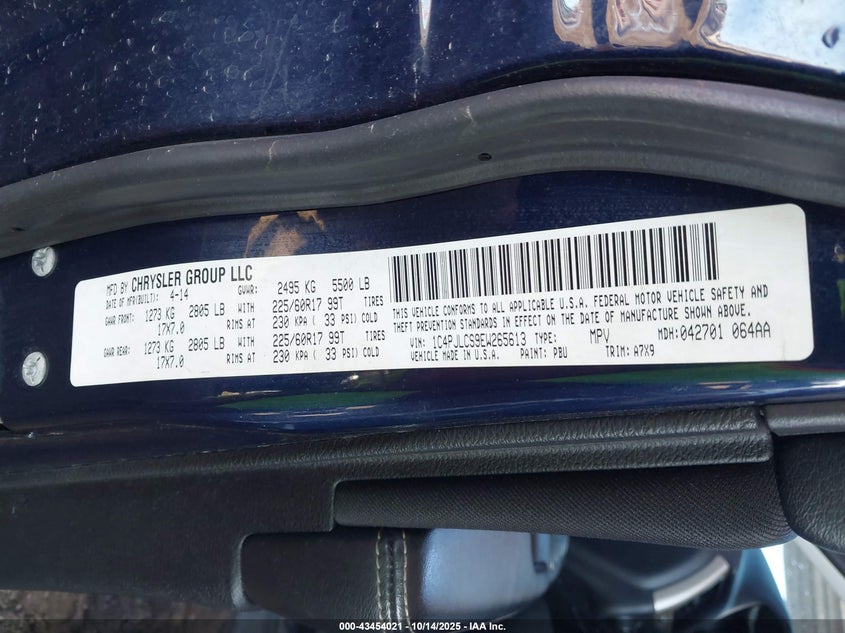 MFD BY CHRYSLER GROUP LLC
DATE OF MFR(BUILT): 4-14 GVWR: 2495 KG 5500 LB
GAWR FRONT: 1273 KG 2805 LB WITH 225/60R17 99T TIRES
17X7.0 RIMS AT 230 KPA ( 33 PSI) COLD
GAWR REAR: 1273 KG 2805 LB WITH 225/60R17 99T TIRES
17X7.0 RIMS AT 230 KPA ( 33 PSI) COLD
THIS VEHICLE CONFORMS TO ALL APPLICABLE U.S.A. FEDERAL MOTOR VEHICLE SAFETY AND
THEFT PREVENTION STANDARDS IN EFFECT ON THE DATE OF MANUFACTURE SHOWN ABOVE.
VIN: 1C4PJLCS9EW265613 TYPE: MPV MDH:042701 064AA
VEHICLE MADE IN U.S.A. PAINT: PBU TRIM: A7X9
000-43454021 - 10/14/2025 - IAA Inc.